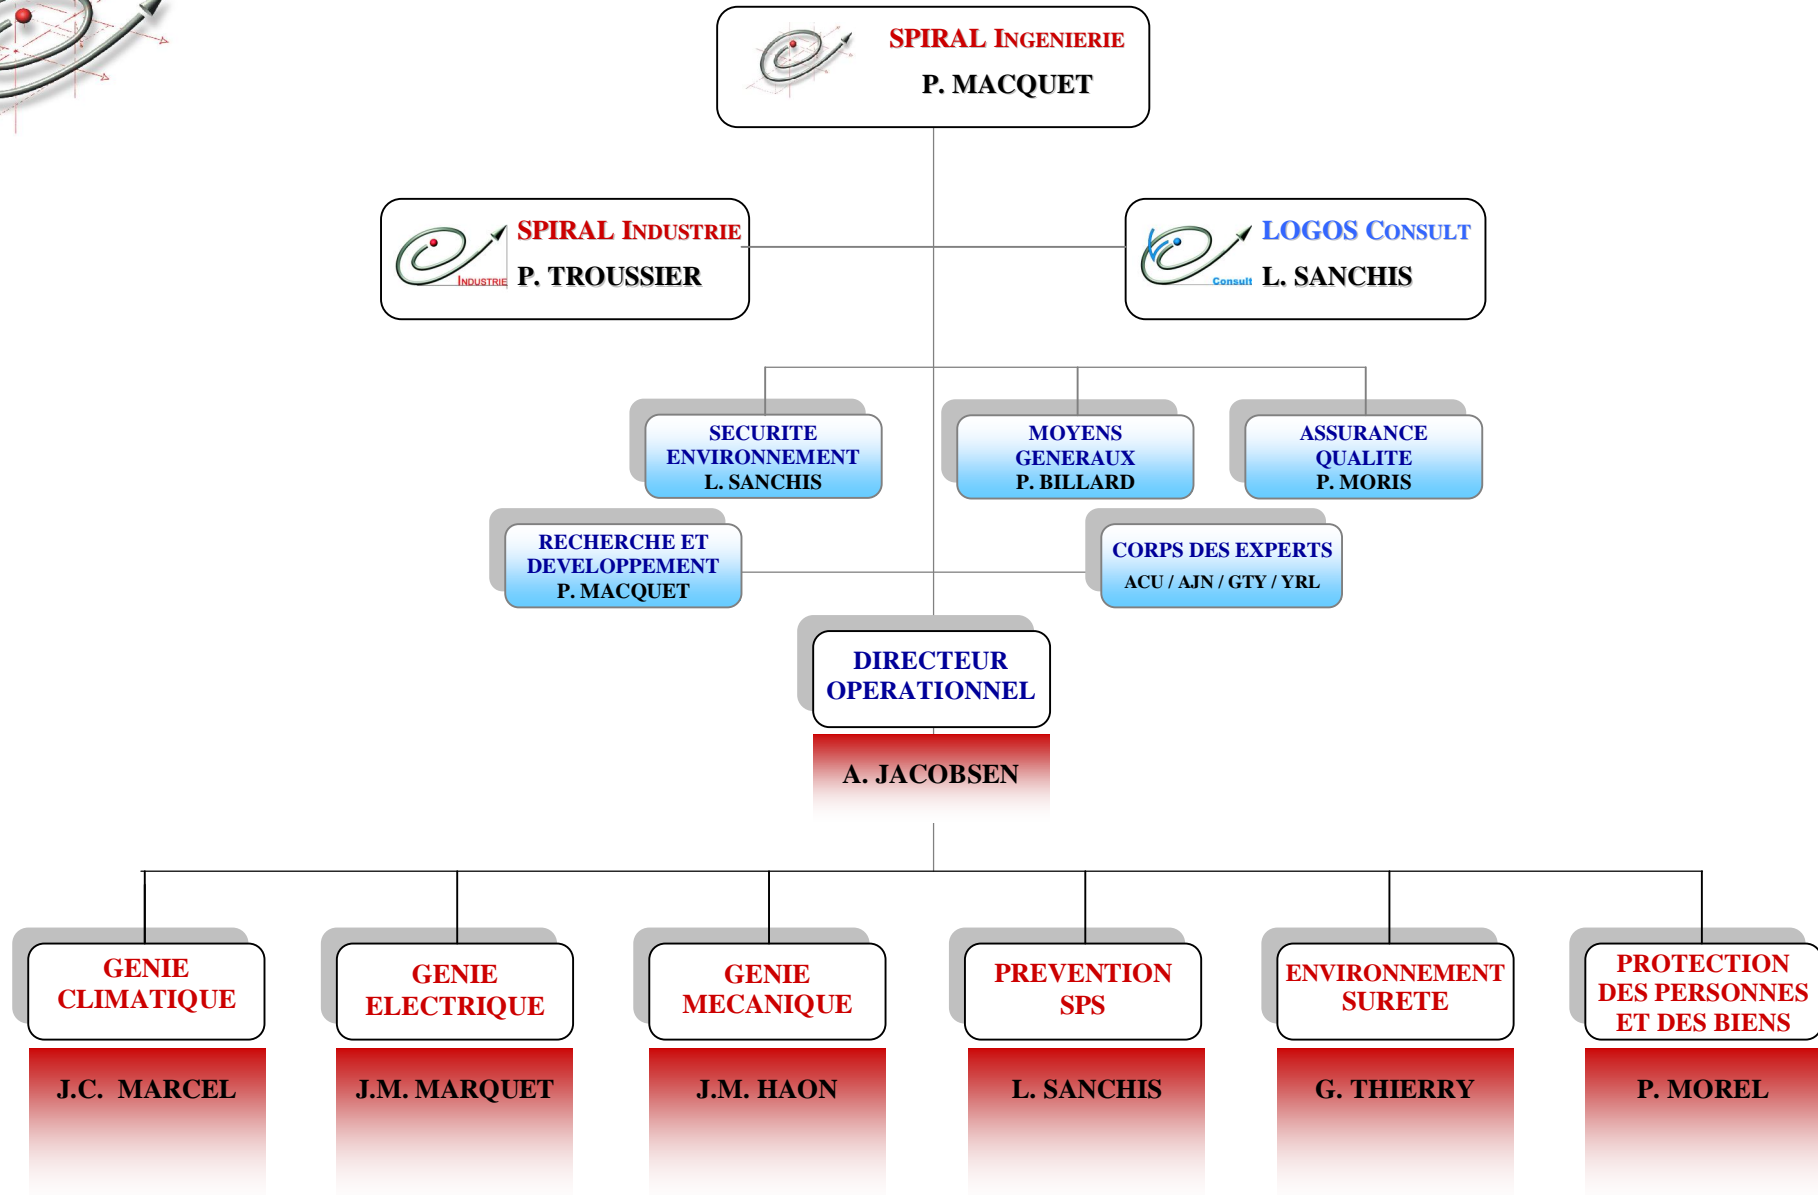 SPIRAL INGENIERIE
P. MACQUET
SPIRAL INDUSTRIE
INDUSTRIE
P. TROUSSIER
LOGOS CONSULT
Consult
L. SANCHIS
SECURITE
ENVIRONNEMENT
L. SANCHIS
MOYENS
GENERAUX
P. BILLARD
ASSURANCE
QUALITE
P. MORIS
RECHERCHE ET
DEVELOPPEMENT
P. MACQUET
CORPS DES EXPERTS
ACU / AJN / GTY / YRL
DIRECTEUR
OPERATIONNEL
A. JACOBSEN
GENIE
CLIMATIQUE
J.C. MARCEL
GENIE
ELECTRIQUE
J.M. MARQUET
GENIE
MECANIQUE
J.M. HAON
PREVENTION
SPS
L. SANCHIS
ENVIRONNEMENT
SURETE
G. THIERRY
PROTECTION
DES PERSONNES
ET DES BIENS
P. MOREL